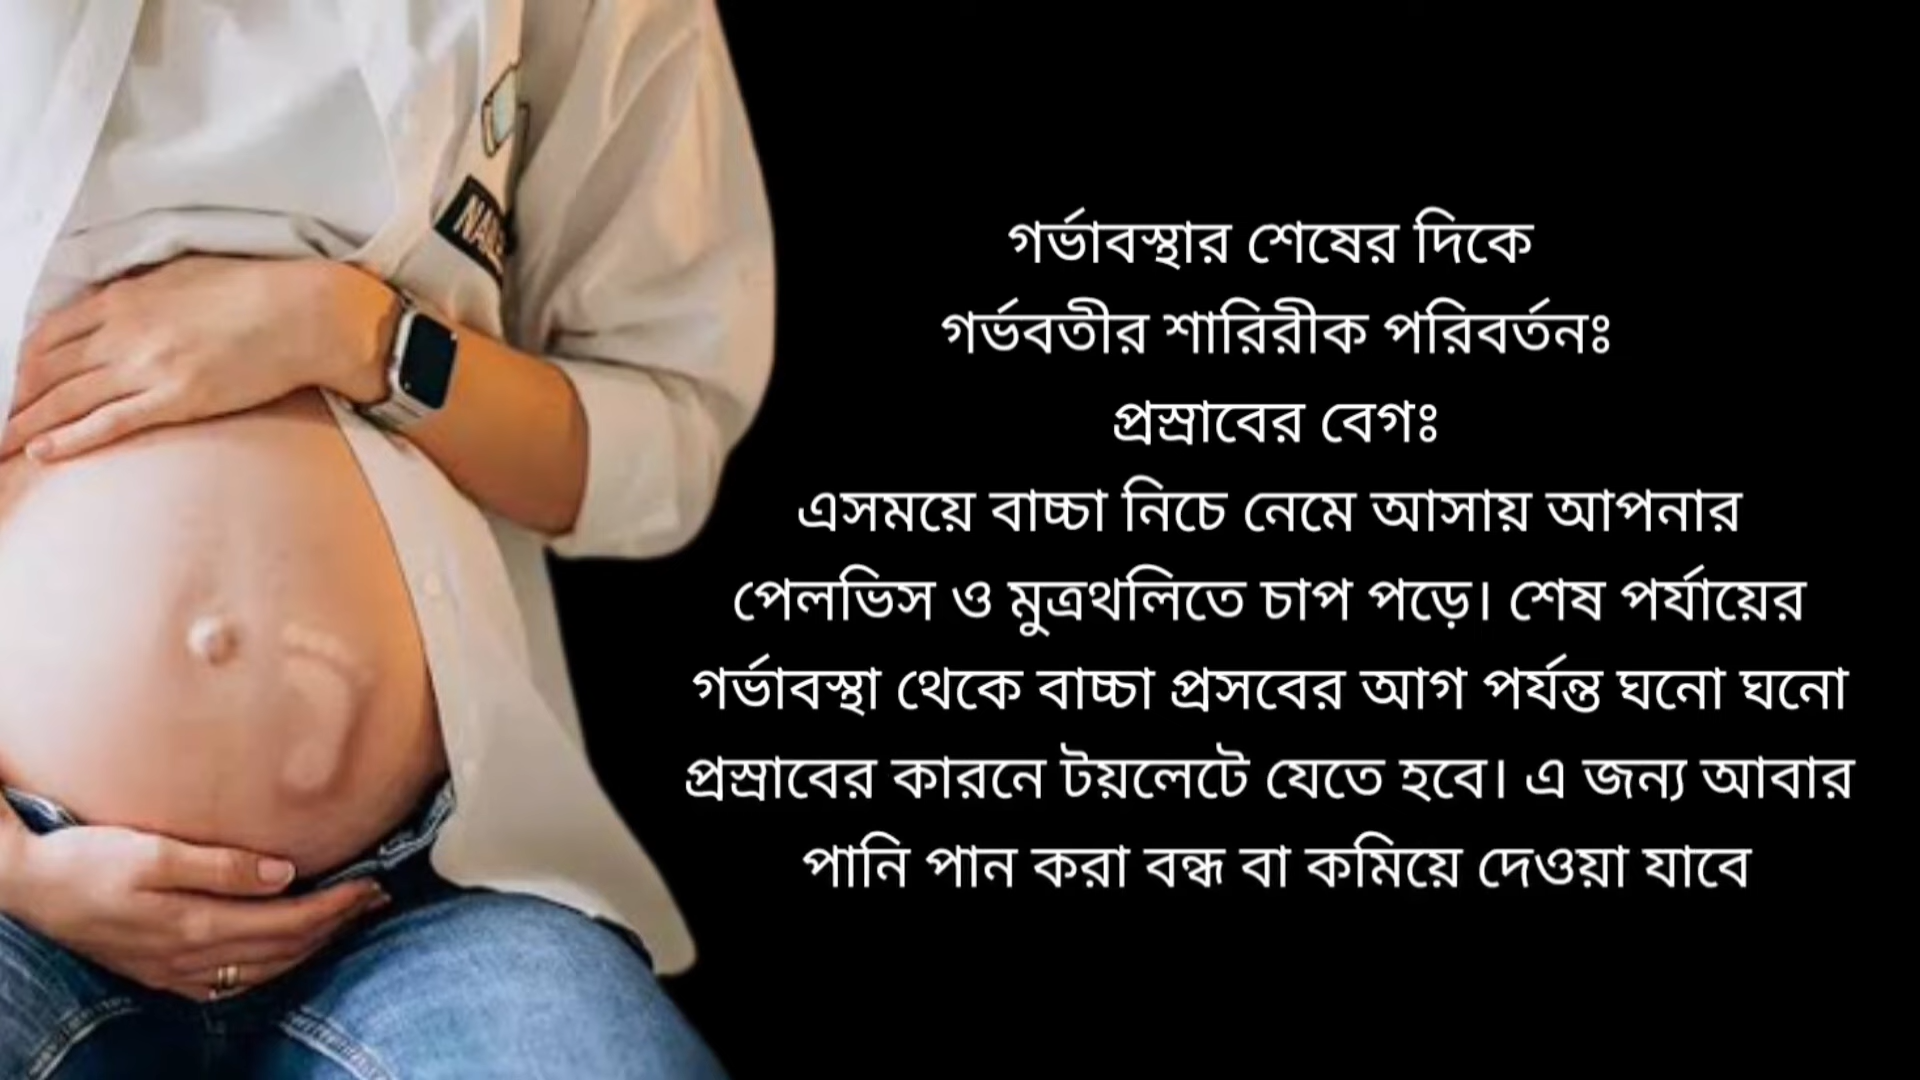 গর্ভাবস্থার শেষের দিকে
গর্ভবতীর শারিরীক পরিবর্তনঃ
প্রস্রাবের বেগঃ
এসময়ে বাচ্চা নিচে নেমে আসায় আপনার
পেলভিস ও মুত্রথলিতে চাপ পড়ে। শেষ পর্যায়ের
গর্ভাবস্থা থেকে বাচ্চা প্রসবের আগ পর্যন্ত ঘনো ঘনো
প্রস্রাবের কারনে টয়লেটে যেতে হবে। এ জন্য আবার
পানি পান করা বন্ধ বা কমিয়ে দেওয়া যাবে